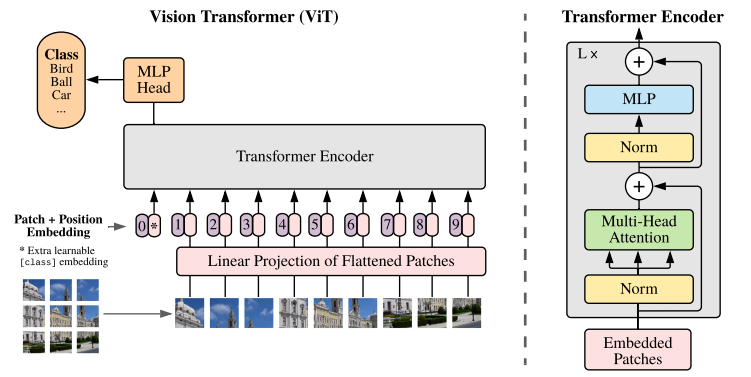 Vision Transformer (ViT)
Class
Bird
Ball
Car
...
MLP
Head
Transformer Encoder
Patch + Position
Embedding
0 * 1 2 3 4 5 6 7 8 9
* Extra learnable
[class] embedding
Linear Projection of Flattened Patches
Transformer Encoder
L ×
+
MLP
Norm
+
Multi-Head
Attention
Norm
Embedded
Patches